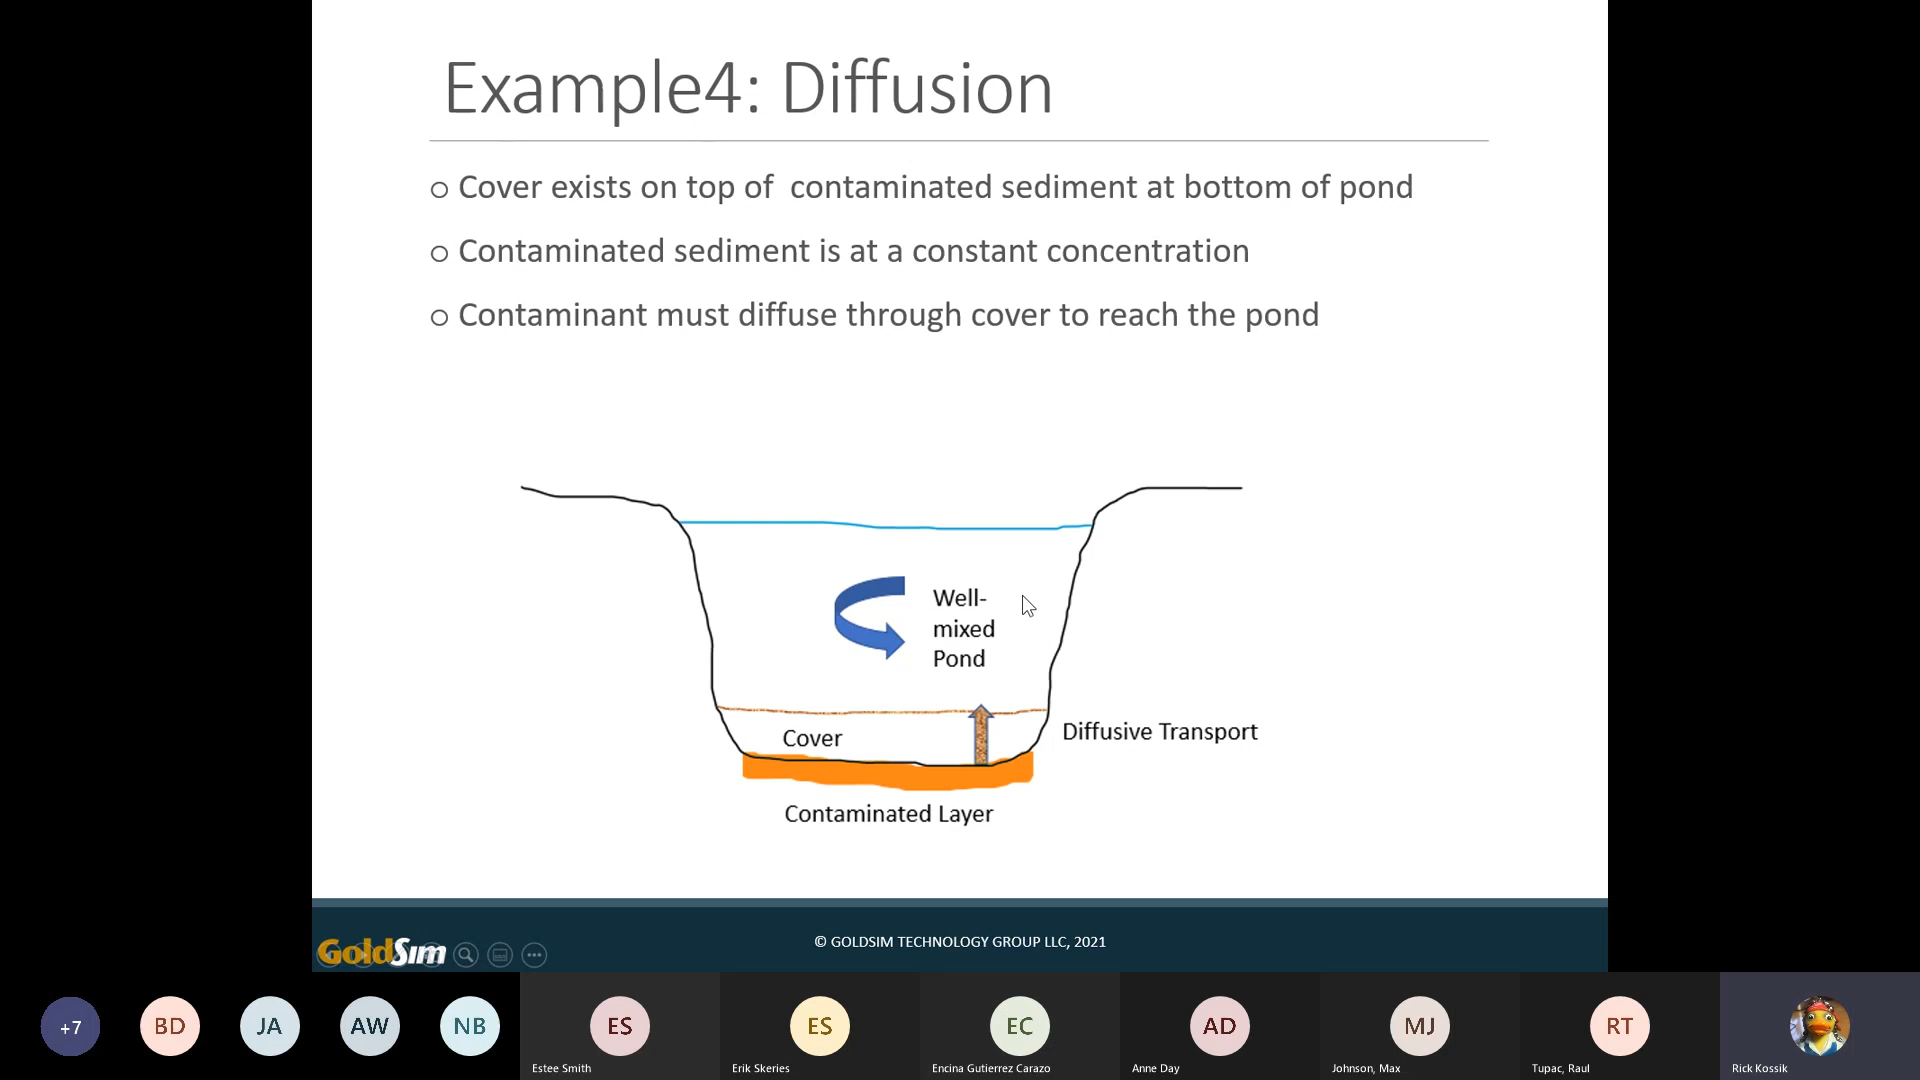 Example4: Diffusion
○ Cover exists on top of  contaminated sediment at bottom of pond
○ Contaminated sediment is at a constant concentration
○ Contaminant must diffuse through cover to reach the pond
Well-
mixed
Pond
Cover
Diffusive Transport
Contaminated Layer
GoldSim
© GOLDSIM TECHNOLOGY GROUP LLC, 2021
+7
BD
JA
AW
NB
ES
ES
EC
AD
MJ
RT
Estee Smith
Erik Skeries
Encina Gutierrez Carazo
Anne Day
Johnson, Max
Tupac, Raul
Rick Kossik